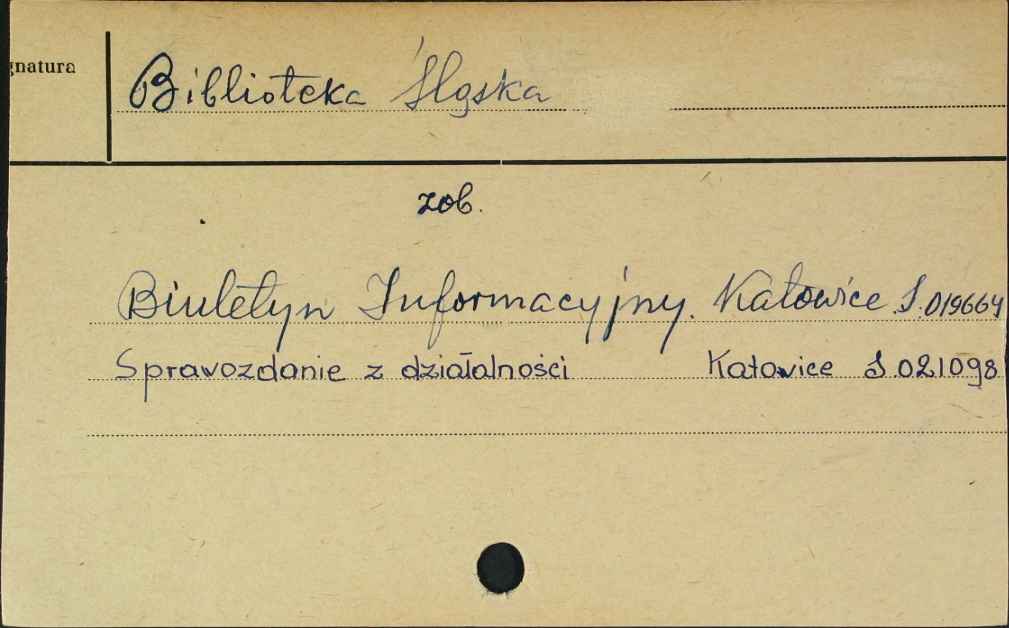 gnatura
Biblioteka Śląska
zob.
Biuletyn Informacyjny. Katowice S.019664
Sprawozdanie z działalności Katowice S.021098